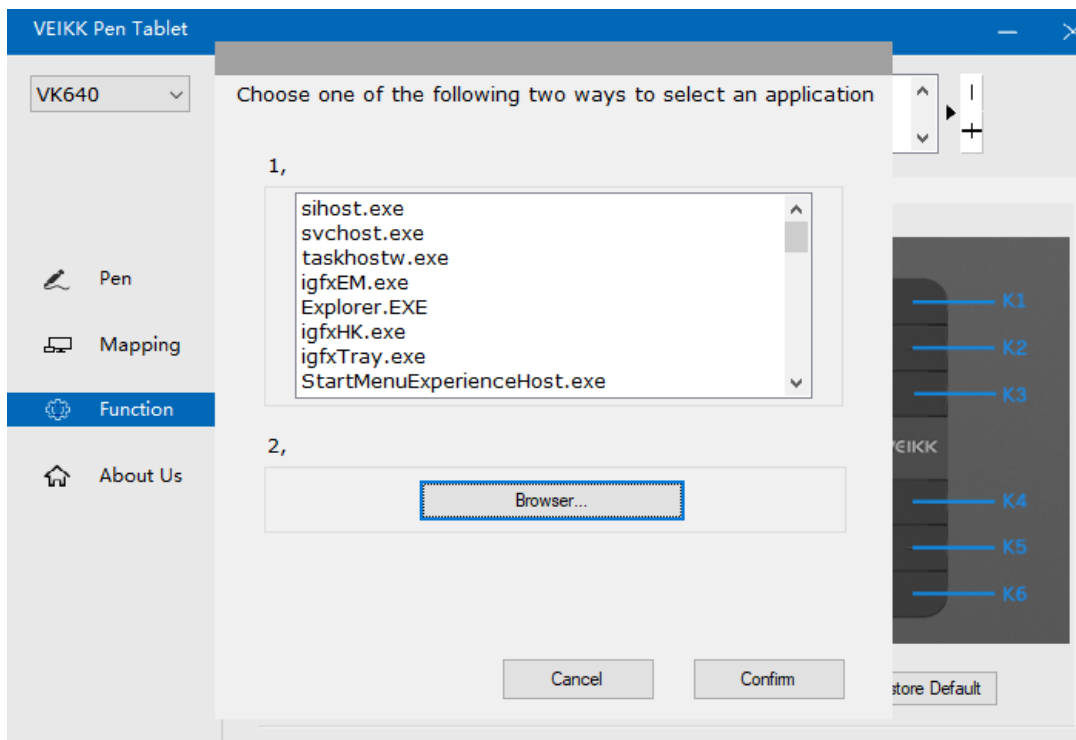 VEIKK Pen Tablet
VK640
Choose one of the following two ways to select an application
1,
sihost.exe
svchost.exe
taskhostw.exe
igfxEM.exe
Explorer.EXE
igfxHK.exe
igfxTray.exe
StartMenuExperienceHost.exe
2,
Browser...
Cancel
Confirm
Pen
Mapping
Function
About Us
K1
K2
K3
VEIKK
K4
K5
K6
store Default